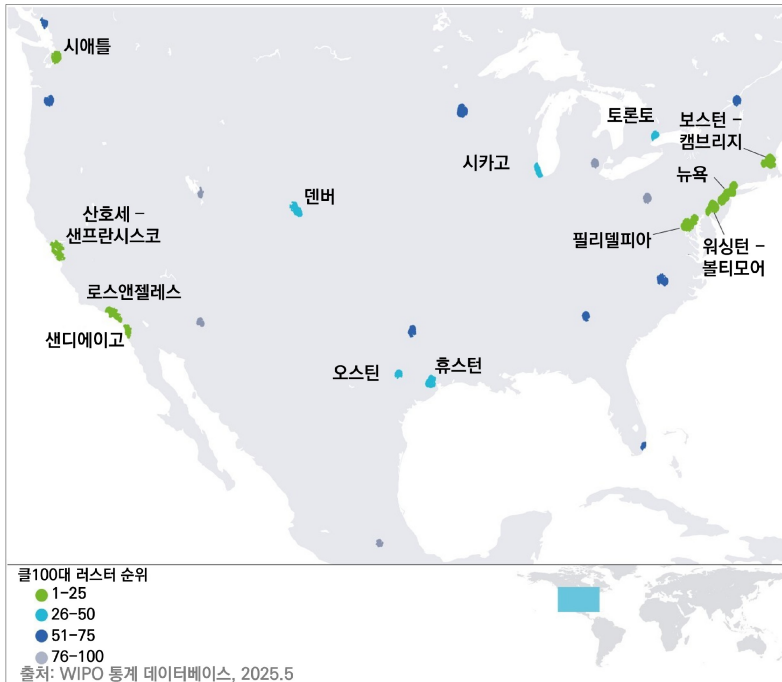 시애틀
토론토
보스턴 –
캠브리지
시카고
뉴욕
덴버
산호세 –
샌프란시스코
필리델피아
워싱턴 –
볼티모어
로스앤젤레스
샌디에이고
오스틴
휴스턴
클100대 러스터 순위
1–25
26–50
51–75
76–100
출처: WIPO 통계 데이터베이스, 2025.5